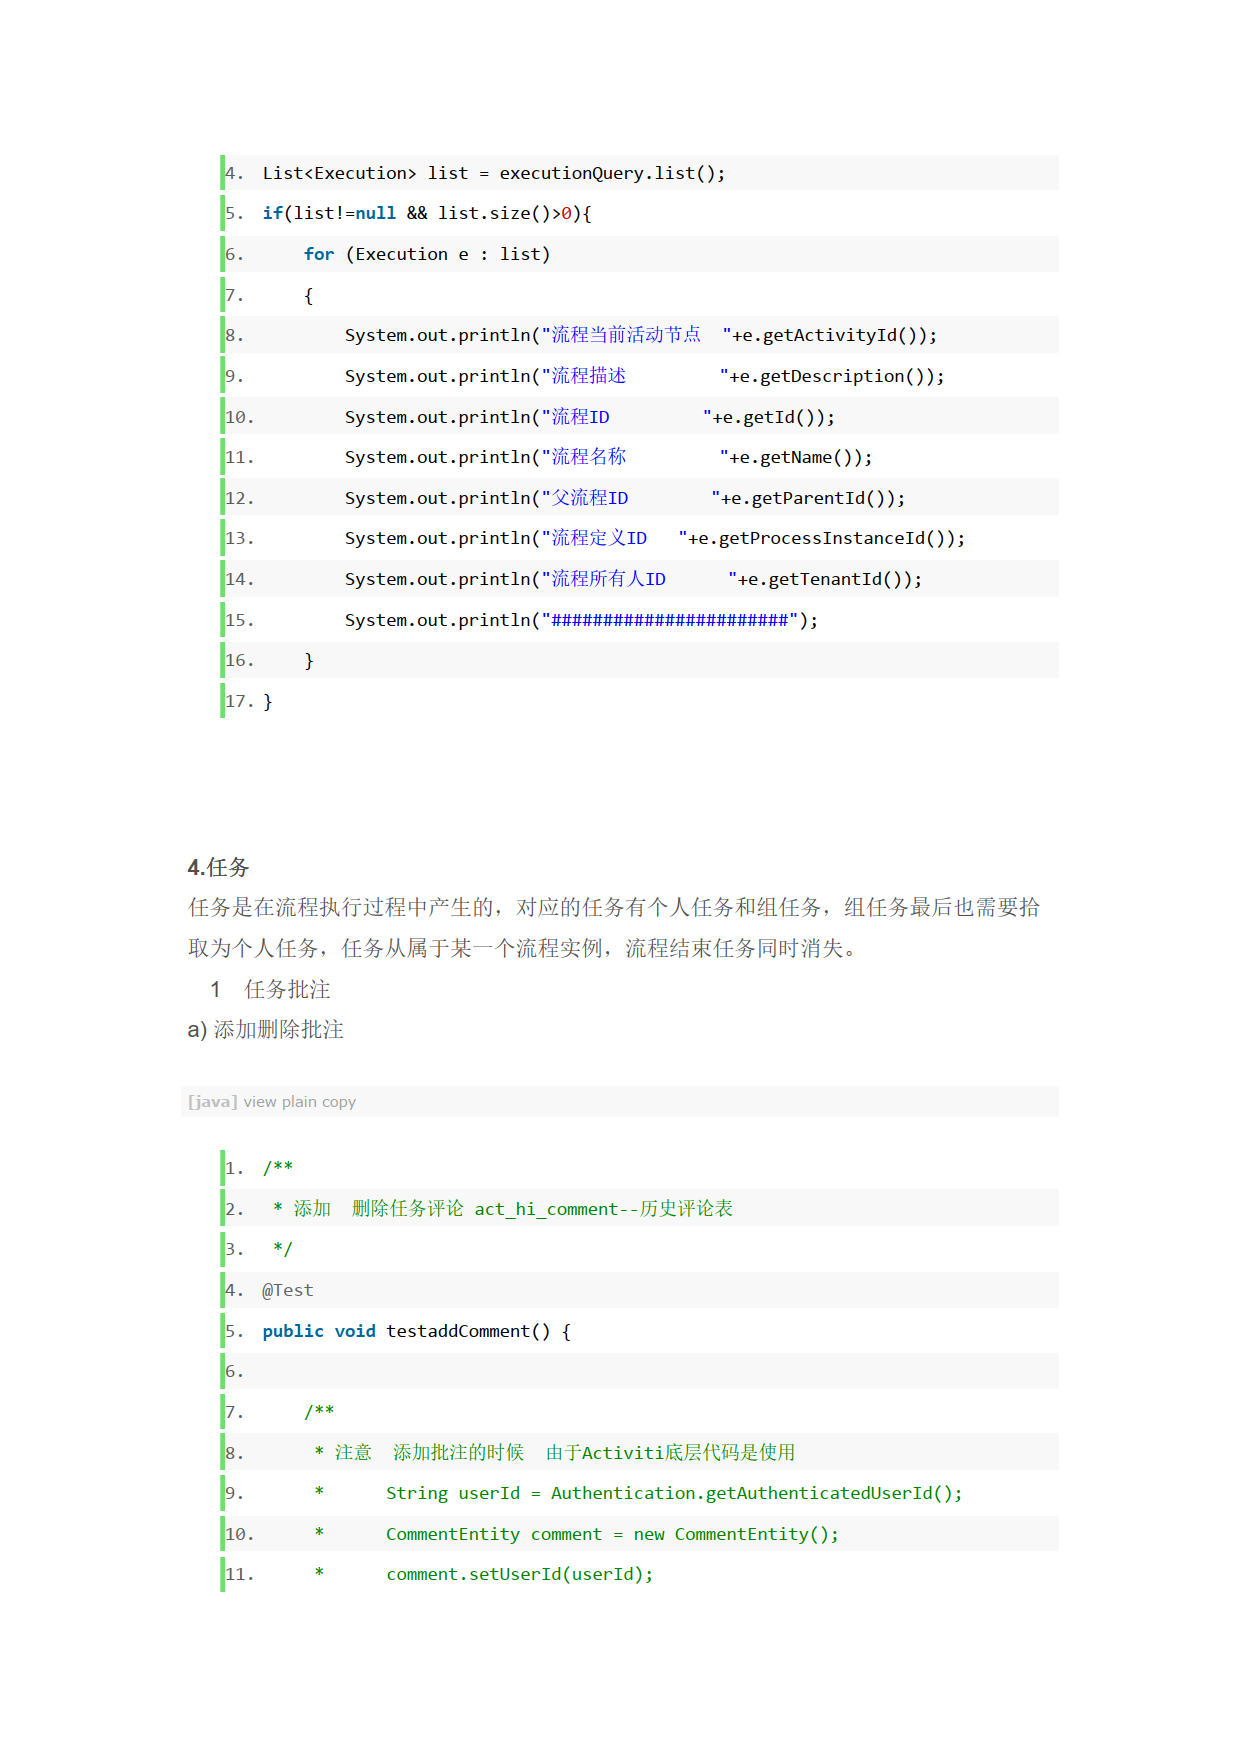 4. List<Execution> list = executionQuery.list();
5. if(list!=null && list.size()>0){
6.     for (Execution e : list)
7.     {
8.         System.out.println("流程当前活动节点  "+e.getActivityId());
9.         System.out.println("流程描述         "+e.getDescription());
10.         System.out.println("流程ID         "+e.getId());
11.         System.out.println("流程名称         "+e.getName());
12.         System.out.println("父流程ID        "+e.getParentId());
13.         System.out.println("流程定义ID   "+e.getProcessInstanceId());
14.         System.out.println("流程所有人ID      "+e.getTenantId());
15.         System.out.println("#######################");
16.     }
17. }
4.任务
任务是在流程执行过程中产生的，对应的任务有个人任务和组任务，组任务最后也需要拾
取为个人任务，任务从属于某一个流程实例，流程结束任务同时消失。
1   任务批注
a) 添加删除批注
[java] view plain copy
1. /**
2.  * 添加  删除任务评论 act_hi_comment--历史评论表
3.  */
4. @Test
5. public void testaddComment() {
6.
7.     /**
8.      * 注意  添加批注的时候  由于Activiti底层代码是使用
9.      *      String userId = Authentication.getAuthenticatedUserId();
10.      *      CommentEntity comment = new CommentEntity();
11.      *      comment.setUserId(userId);